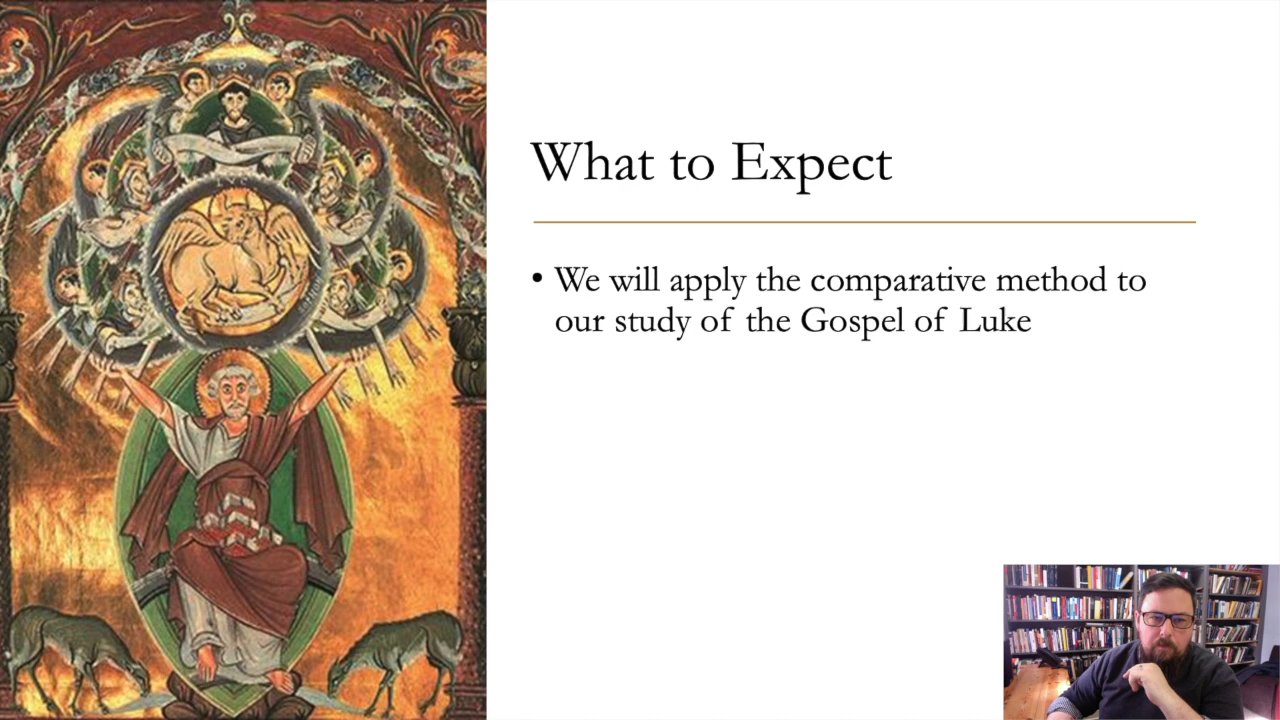 What to Expect
• We will apply the comparative method to
our study of the Gospel of Luke